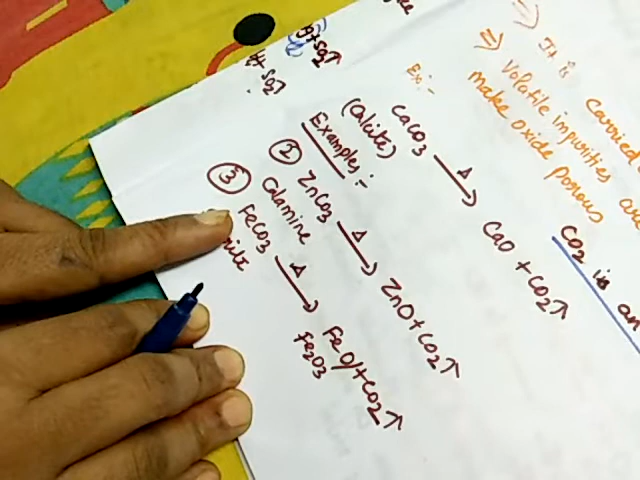 ⇒) It is carried
⇒) Volatile impurities are
make oxide porous
CO2 is an
Ex:-
CaCO3 —Δ→ CaO + CO2↑
(Calcite)
Examples:-
② ZnCO3 —Δ→ ZnO + CO2↑
Calamine
③ FeCO3 —Δ→ FeO/ + CO2↑
Fe2O3
+ SO2↑